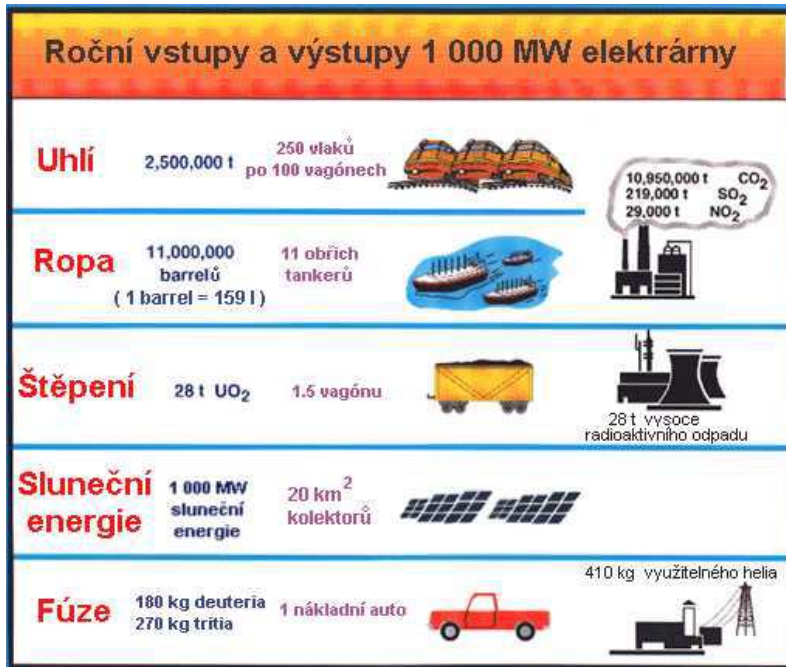 Roční vstupy a výstupy 1 000 MW elektrárny
Uhlí
2,500,000 t
250 vlaků
po 100 vagónech
10,950,000 t CO₂
219,000 t SO₂
29,000 t NO₂
Ropa
11,000,000
barrelů
( 1 barrel = 159 l )
11 obřích
tankerů
Štěpení
28 t UO₂
1.5 vagónu
28 t vysoce
radioaktivního odpadu
Sluneční
energie
1 000 MW
sluneční
energie
20 km²
kolektorů
Fúze
180 kg deuteria
270 kg tritia
1 nákladní auto
410 kg využitelného helia